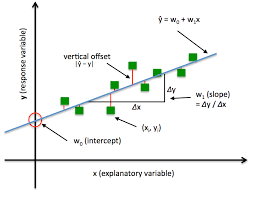 ŷ = w₀ + w₁x
vertical offset
(ŷ − y)
y (response variable)
Δy
Δx
w₁ (slope)
= Δy / Δx
(xᵢ, yᵢ)
w₀ (intercept)
x (explanatory variable)